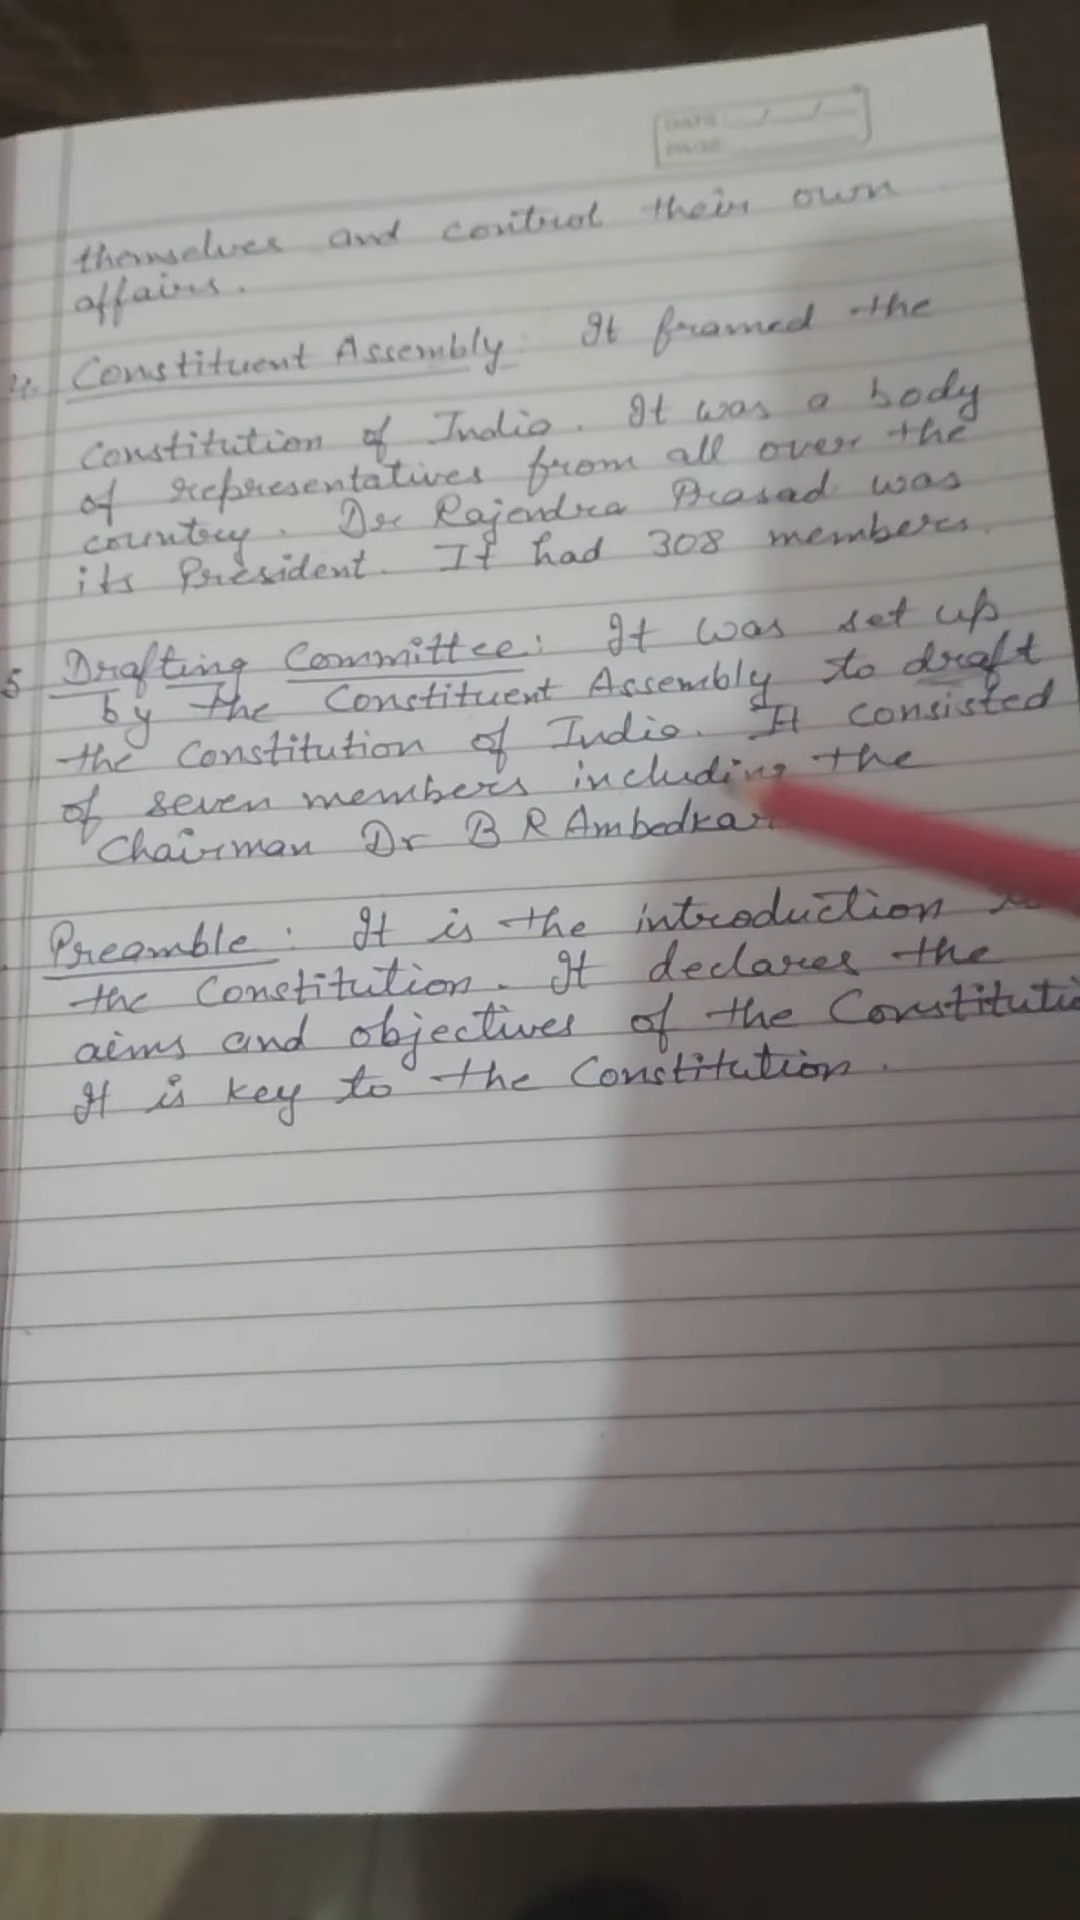 DATE
PAGE
themselves and control their own
affairs.
4. Constituent Assembly: It framed the
Constitution of India. It was a body
of representatives from all over the
country. Dr Rajendra Prasad was
its President. It had 308 members.
5 Drafting Committee: It was set up
by the Constituent Assembly to draft
the Constitution of India. It consisted
of seven members including the
Chairman Dr B R Ambedkar
Preamble: It is the introduction
the Constitution. It declares the
aims and objectives of the Constituti
It is key to the Constitution.